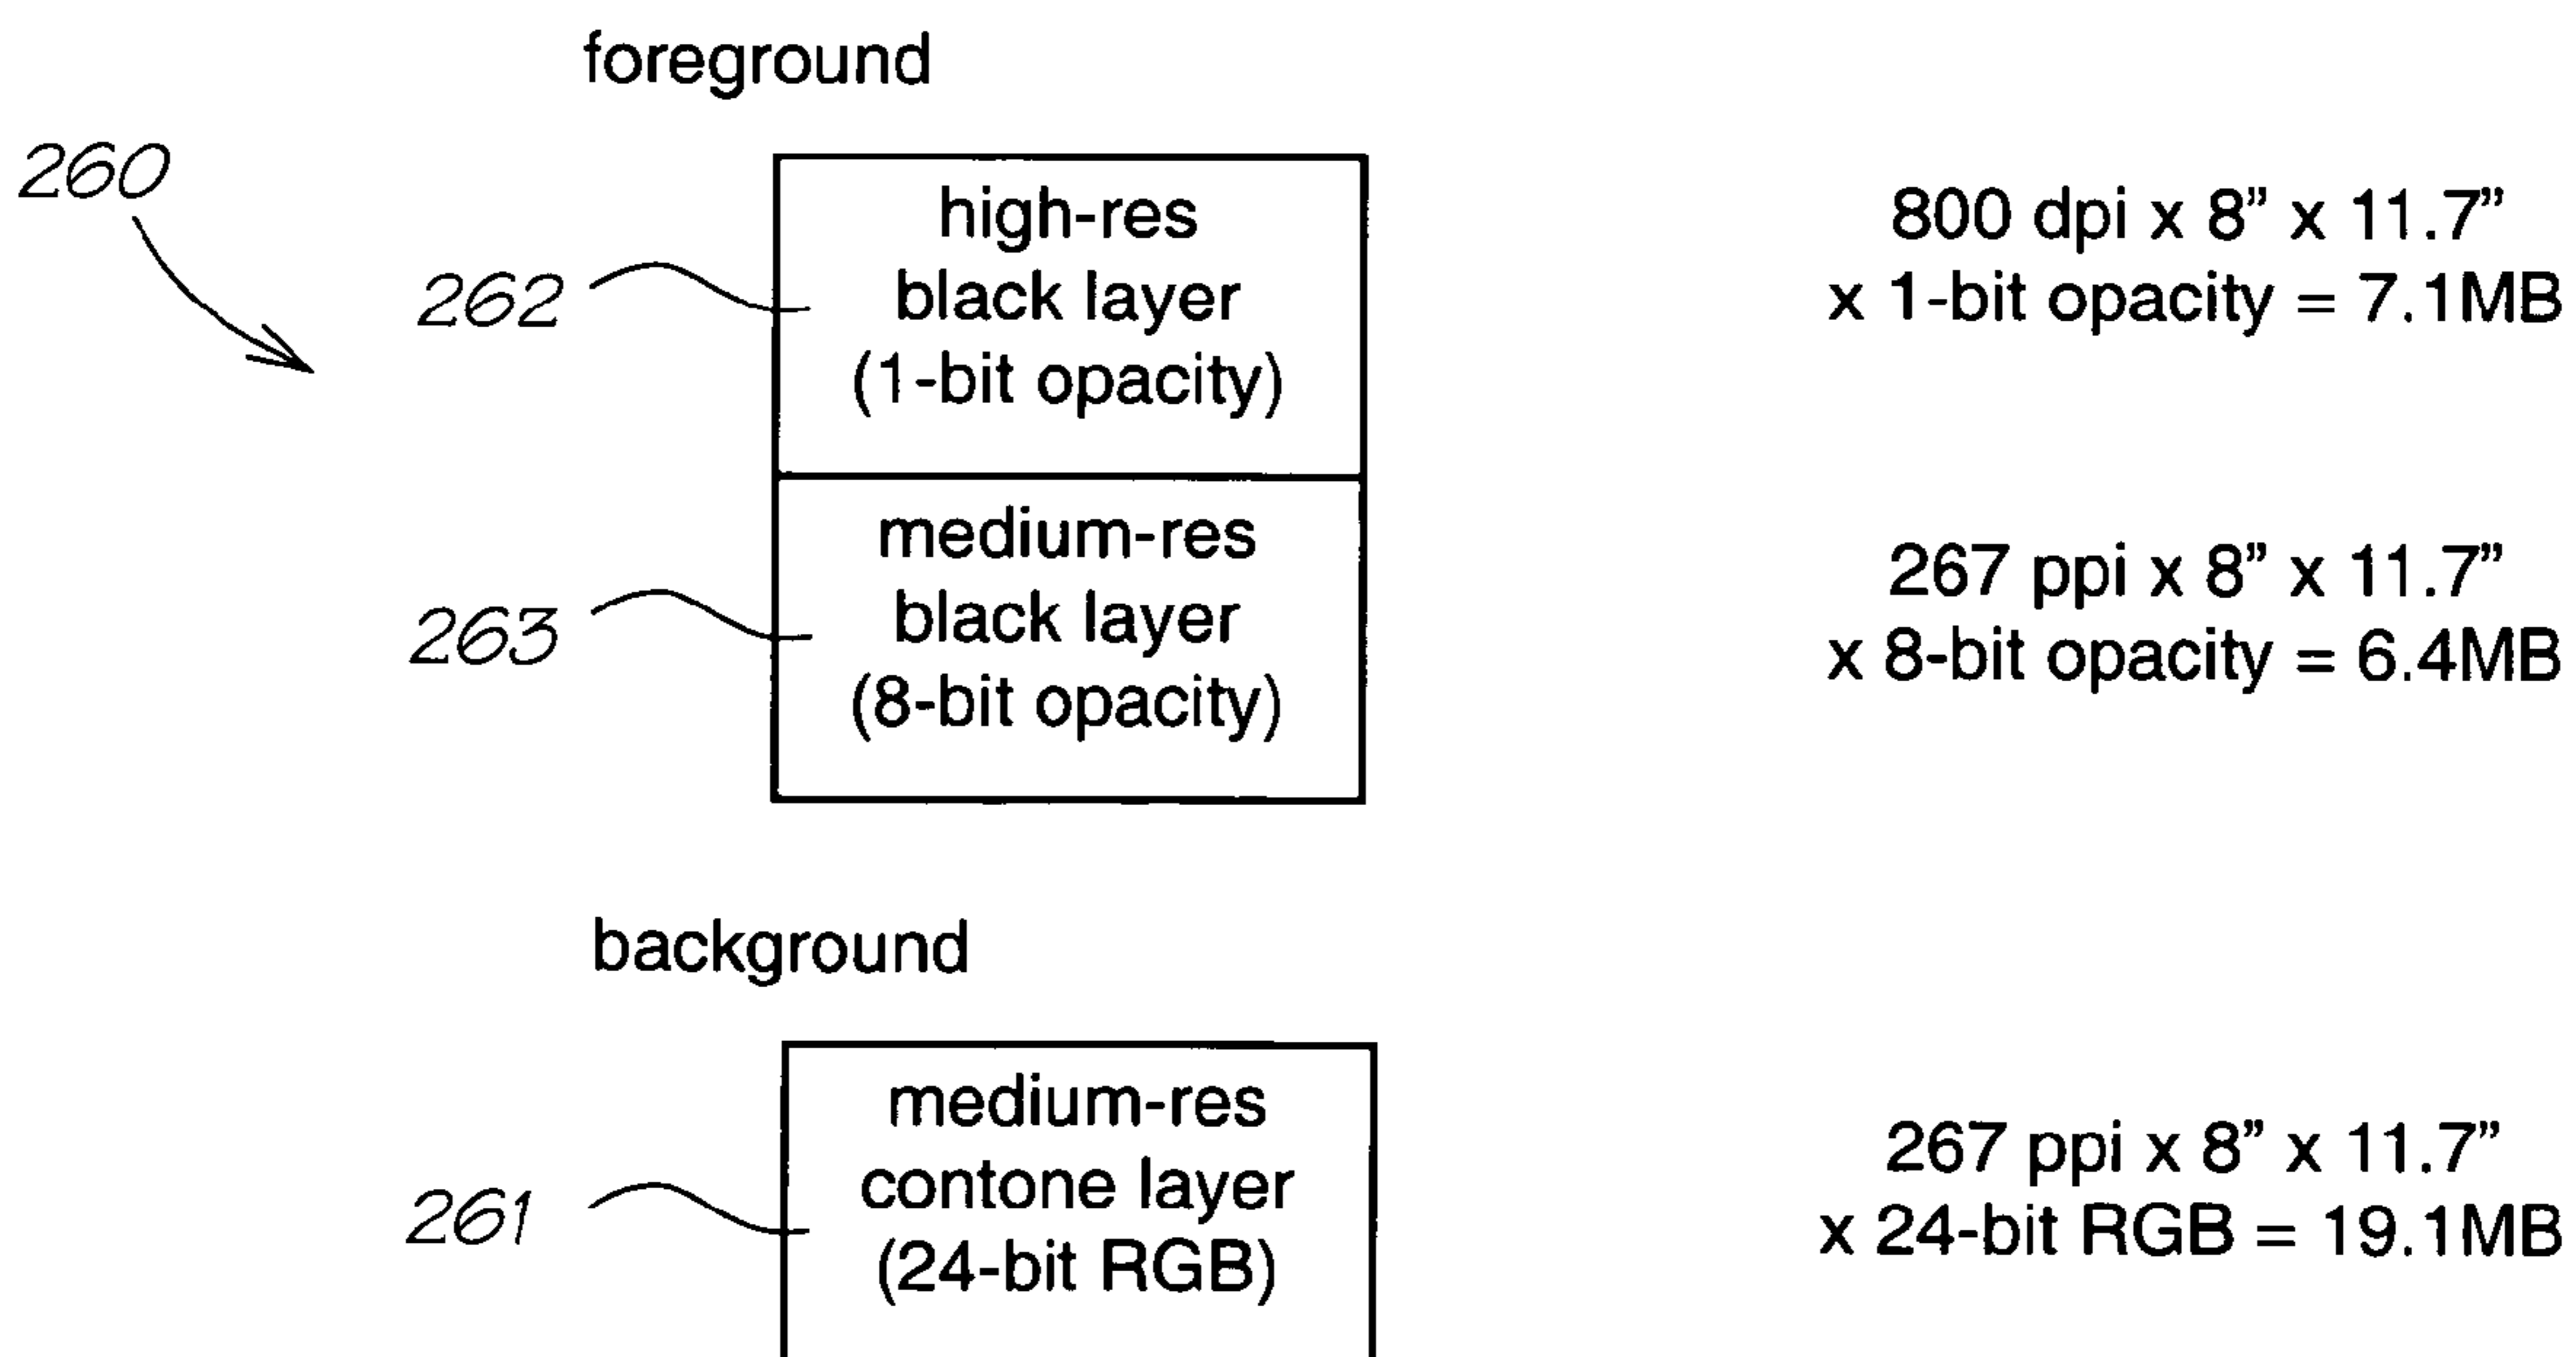 foreground
260
262
high-res
black layer
(1-bit opacity)
800 dpi x 8” x 11.7”
x 1-bit opacity = 7.1MB
263
medium-res
black layer
(8-bit opacity)
267 ppi x 8” x 11.7”
x 8-bit opacity = 6.4MB
background
261
medium-res
contone layer
(24-bit RGB)
267 ppi x 8” x 11.7”
x 24-bit RGB = 19.1MB